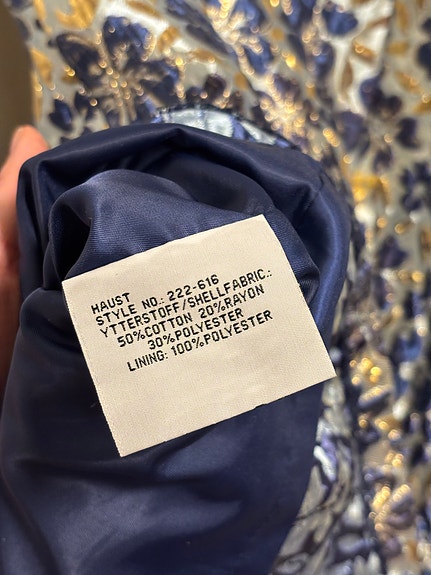 HAUST
STYLE NO.: 222-616
YTTERSTOFF/SHELLFABRIC.:
50%COTTON 20%RAYON
30%POLYESTER
LINING: 100%POLYESTER